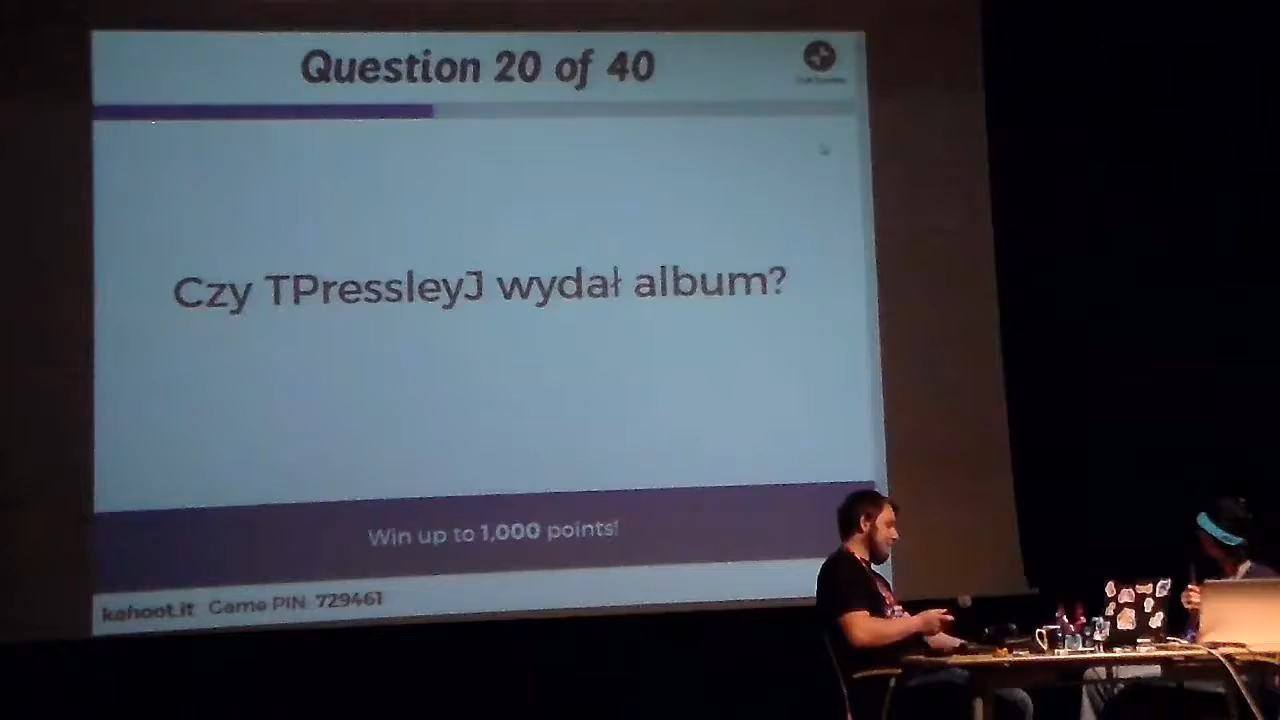 Question 20 of 40
Czy TPressleyJ wydał album?
Win up to 1,000 points!
kahoot.it Game PIN: 729461